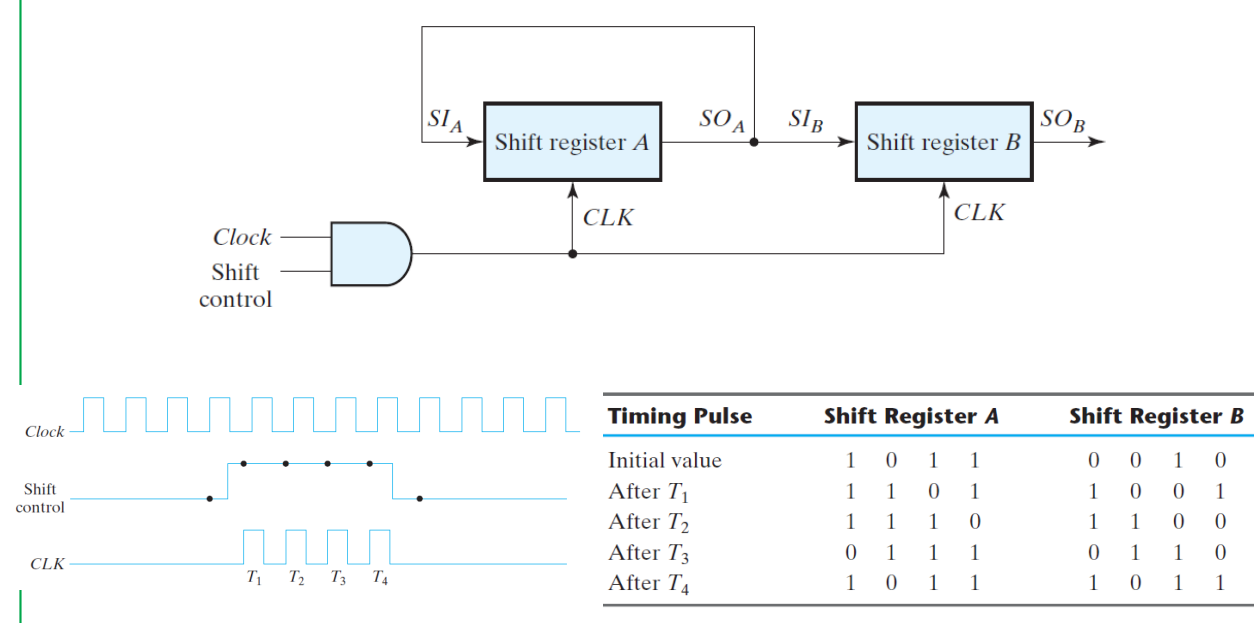 SI_A
Shift register A
SO_A
SI_B
Shift register B
SO_B
CLK
CLK
Clock
Shift
control
Clock
Shift
control
CLK
T_1 T_2 T_3 T_4
Timing Pulse Shift Register A Shift Register B
Initial value 1 0 1 1 0 0 1 0
After T_1 1 1 0 1 1 0 0 1
After T_2 1 1 1 0 1 1 0 0
After T_3 0 1 1 1 0 1 1 0
After T_4 1 0 1 1 1 0 1 1